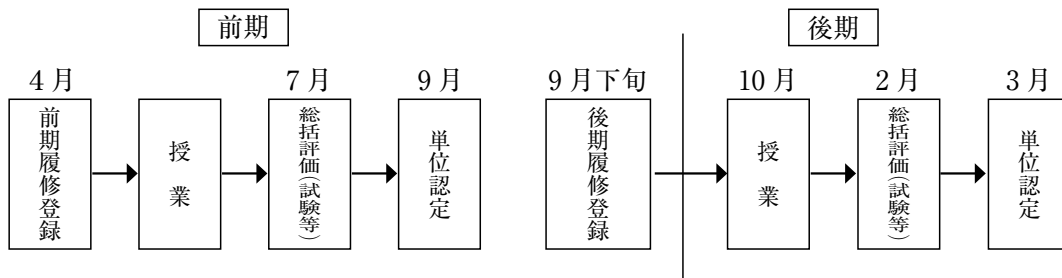 前期
4月
前期履修登録
授業
7月
総括評価(試験等)
9月
単位認定
後期
9月下旬
後期履修登録
10月
授業
2月
総括評価(試験等)
3月
単位認定